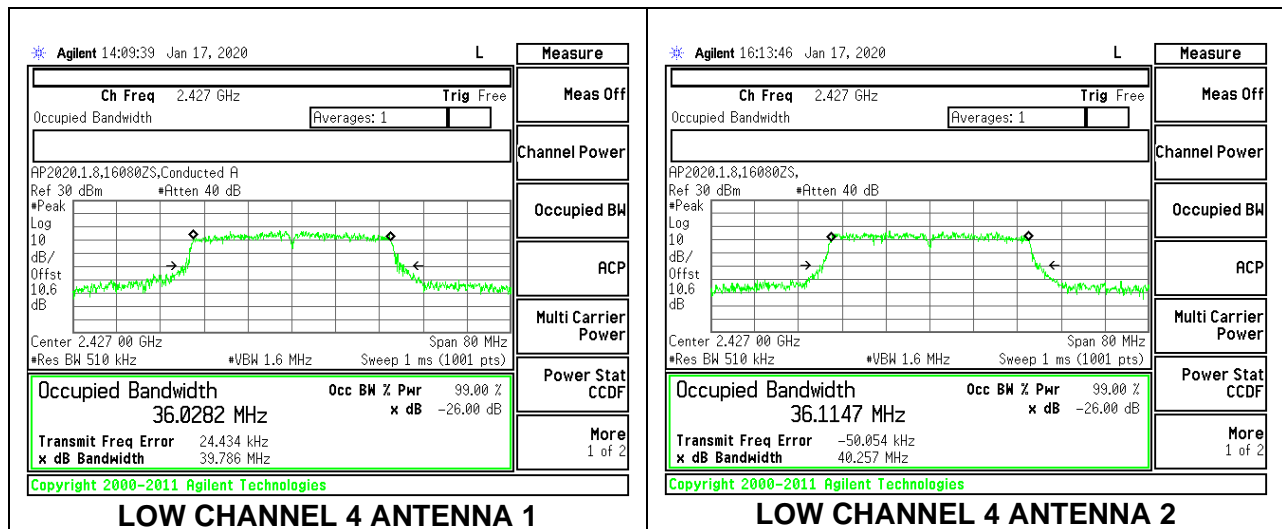 Agilent 14:09:39 Jan 17, 2020 L
Measure
Ch Freq 2.427 GHz Trig Free
Meas Off
Occupied Bandwidth Averages: 1
Channel Power
AP2020.1.8,16080ZS,Conducted A
Ref 30 dBm #Atten 40 dB
#Peak
Occupied BW
Log
10
dB/
ACP
Offst
10.6
dB
Multi Carrier
Power
Center 2.427 00 GHz Span 80 MHz
#Res BW 510 kHz #VBW 1.6 MHz Sweep 1 ms (1001 pts)
Power Stat
CCDF
Occupied Bandwidth Occ BW % Pwr 99.00 %
36.0282 MHz x dB -26.00 dB
Transmit Freq Error 24.434 kHz
x dB Bandwidth 39.786 MHz
More
1 of 2
Copyright 2000-2011 Agilent Technologies
LOW CHANNEL 4 ANTENNA 1
Agilent 16:13:46 Jan 17, 2020 L
Measure
Ch Freq 2.427 GHz Trig Free
Meas Off
Occupied Bandwidth Averages: 1
Channel Power
AP2020.1.8,16080ZS,
Ref 30 dBm #Atten 40 dB
#Peak
Occupied BW
Log
10
dB/
ACP
Offst
10.6
dB
Multi Carrier
Power
Center 2.427 00 GHz Span 80 MHz
#Res BW 510 kHz #VBW 1.6 MHz Sweep 1 ms (1001 pts)
Power Stat
CCDF
Occupied Bandwidth Occ BW % Pwr 99.00 %
36.1147 MHz x dB -26.00 dB
Transmit Freq Error -50.054 kHz
x dB Bandwidth 40.257 MHz
More
1 of 2
Copyright 2000-2011 Agilent Technologies
LOW CHANNEL 4 ANTENNA 2